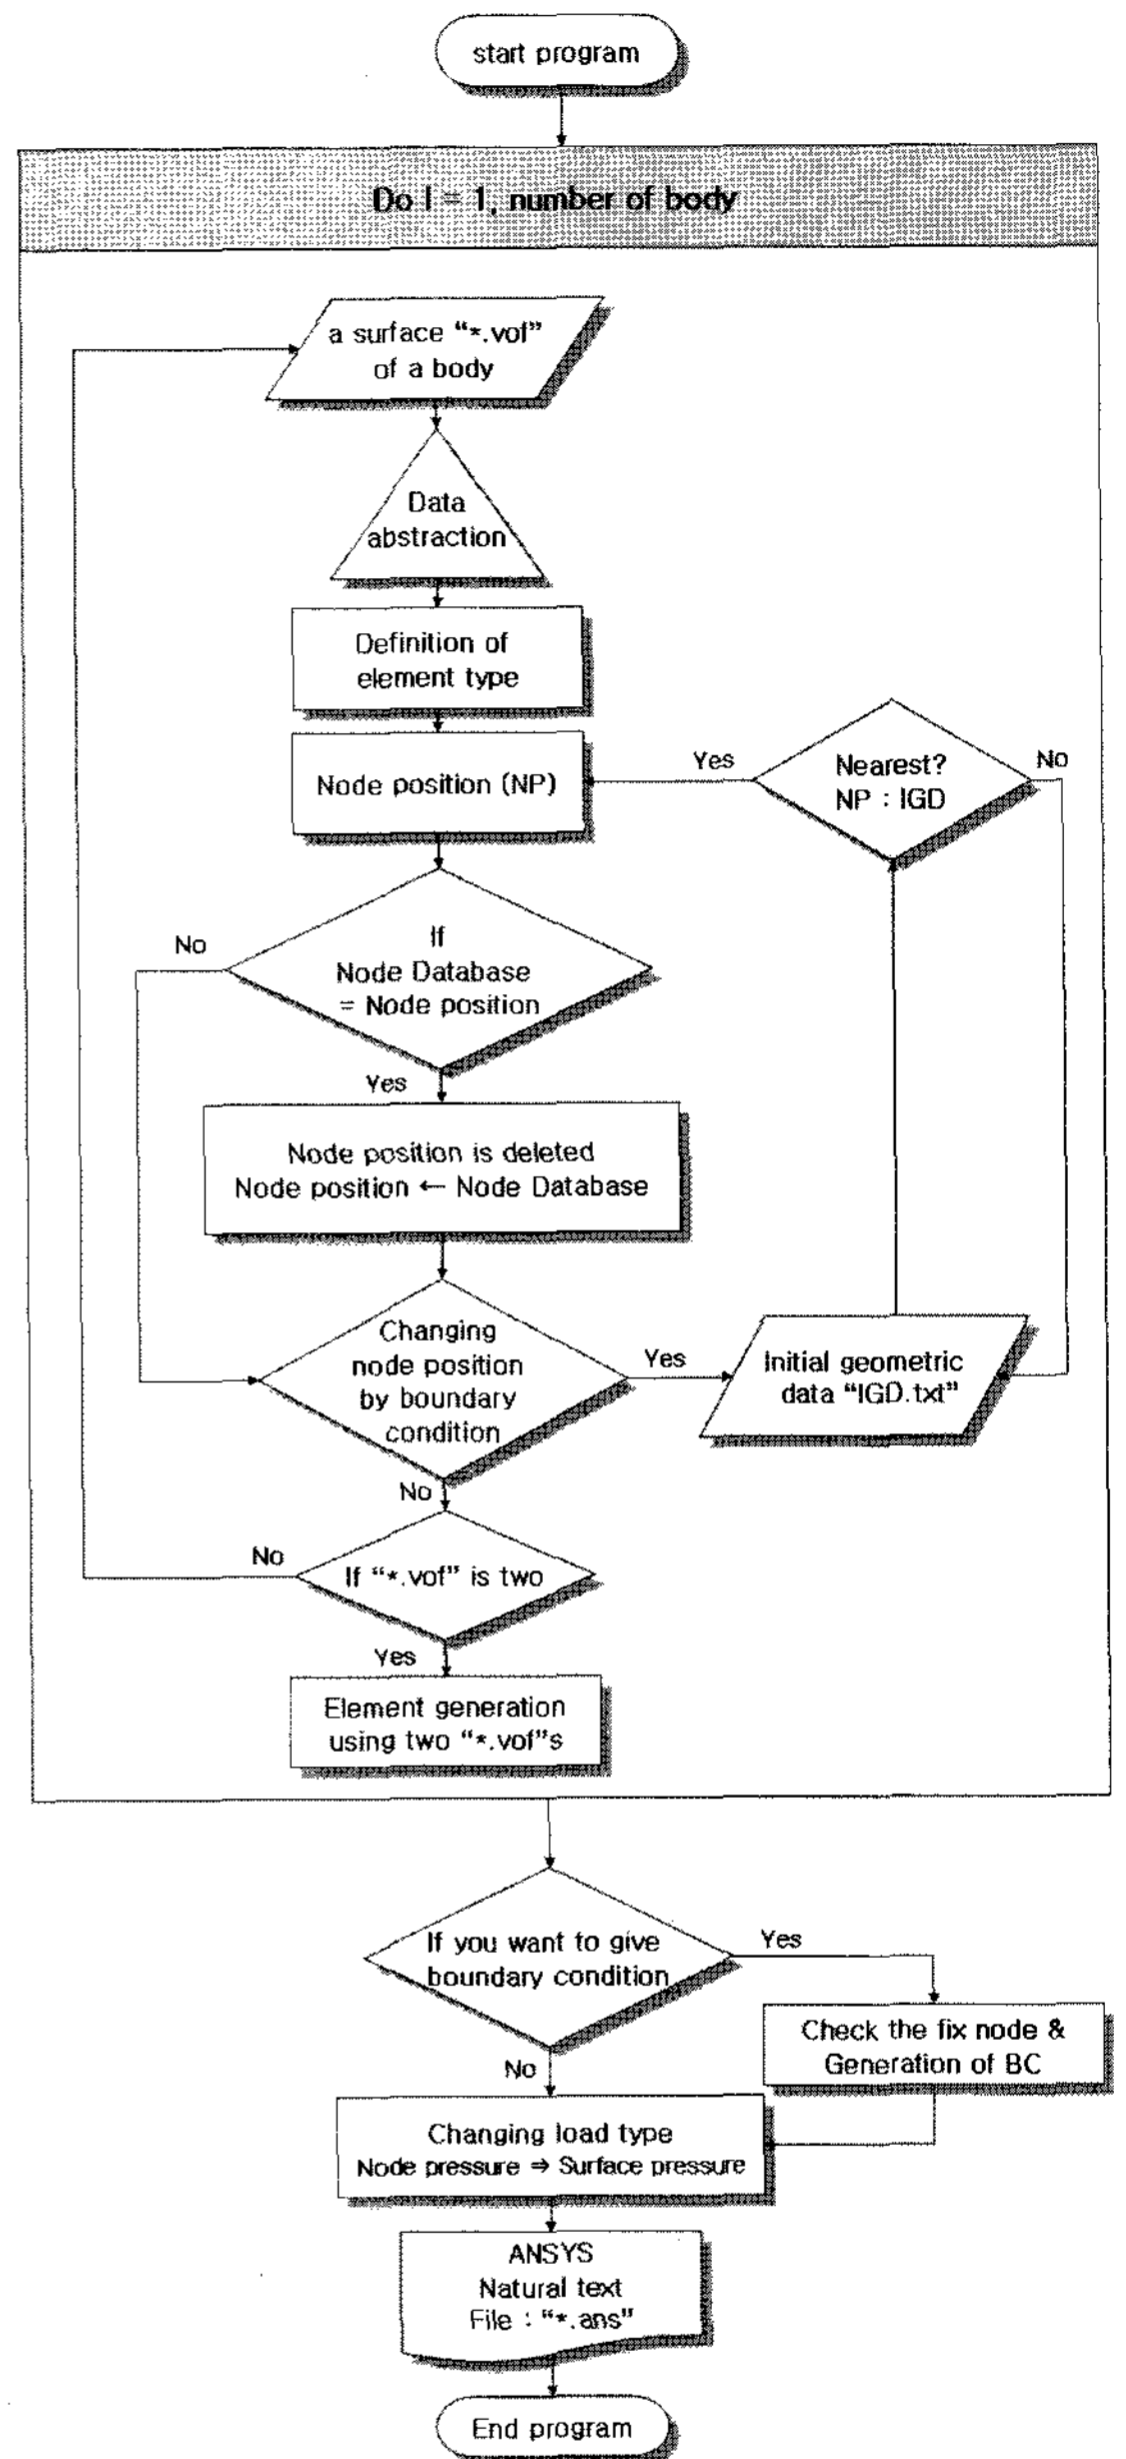 start program
Do I = 1, number of body
a surface “*.vof”
of a body
Data
abstraction
Definition of
element type
Node position (NP)
Yes
Nearest?
NP : IGD
No
No
If
Node Database
= Node position
Yes
Node position is deleted
Node position ← Node Database
Changing
node position
by boundary
condition
Yes
Initial geometric
data “IGD.txt”
No
No
If “*.vof” is two
Yes
Element generation
using two “*.vof”s
If you want to give
boundary condition
Yes
Check the fix node &
Generation of BC
No
Changing load type
Node pressure ⇒ Surface pressure
ANSYS
Natural text
File : “*.ans”
End program